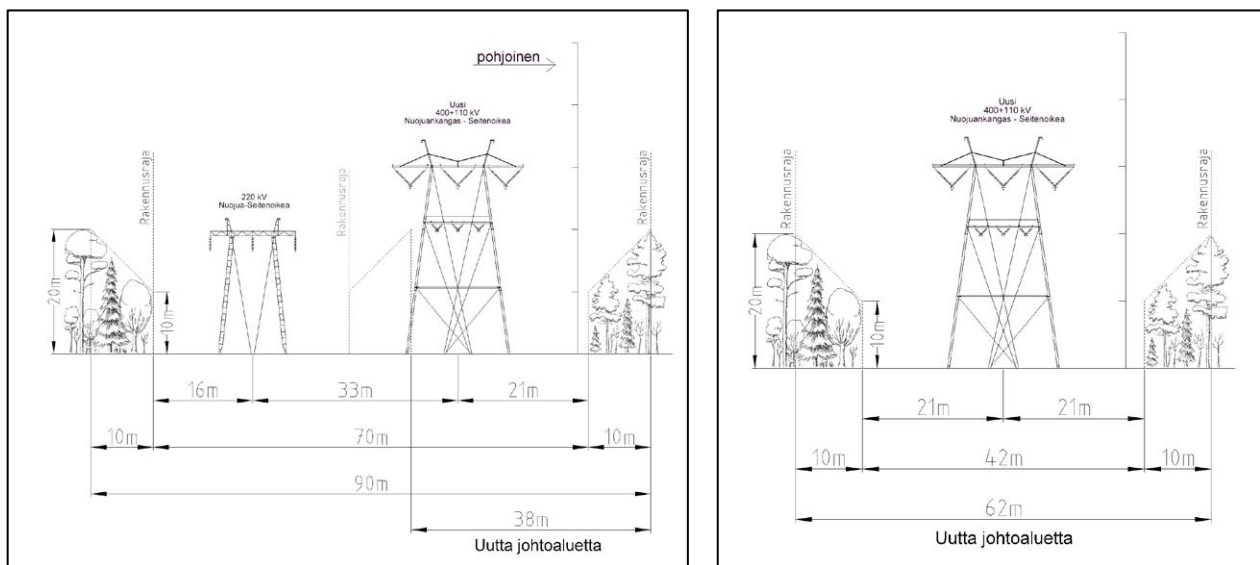 pohjoinen
Uusi
400+110 kV
Nuojuankangas - Seitenoikea
Rakennusraja
220 kV
Nuojua-Seitenoikea
Rakennusraja
Rakennusraja
20m
10m
16m
33m
21m
10m
70m
10m
90m
38m
Uutta johtoaluetta
Uusi
400+110 kV
Nuojuankangas - Seitenoikea
Rakennusraja
Rakennusraja
20m
10m
21m
21m
10m
42m
10m
62m
Uutta johtoaluetta